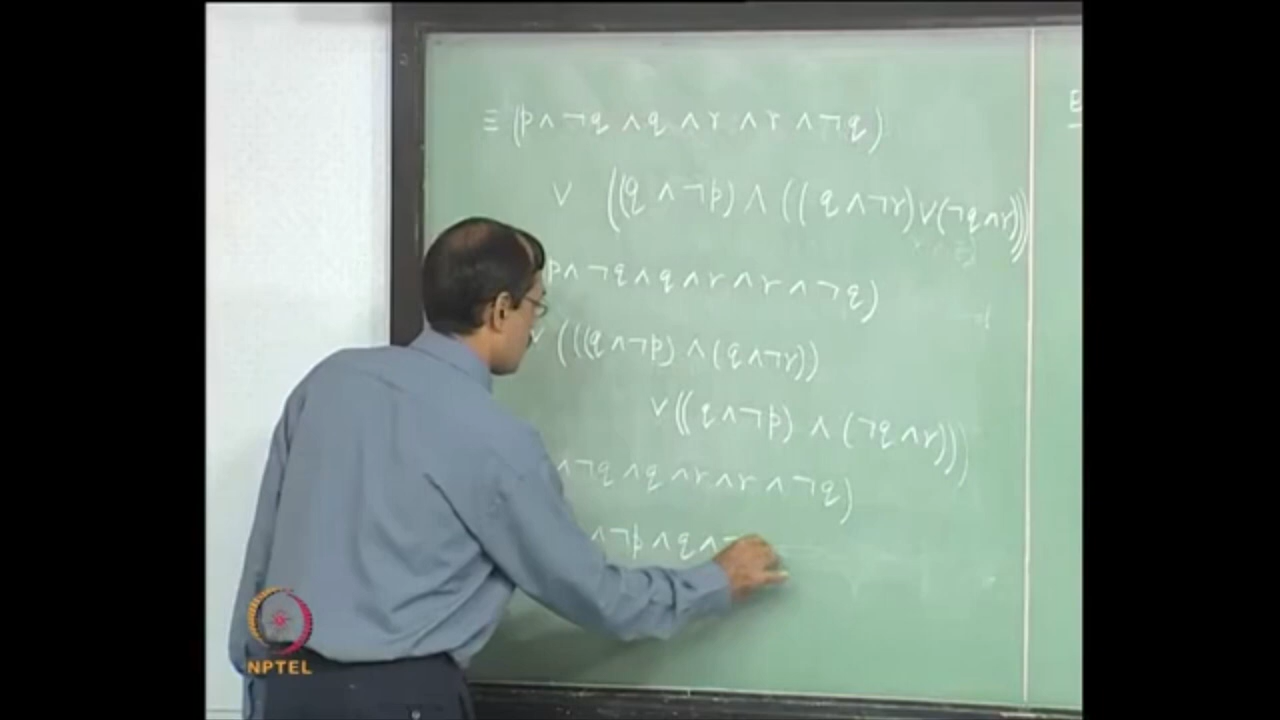 ≡ (p ∧ ¬q ∧ q ∧ r ∧ r ∧ ¬q)
∨ ((q ∧ ¬p) ∧ ((q ∧ ¬r) ∨ (¬q ∧ r)))
p ∧ ¬q ∧ q ∧ r ∧ r ∧ ¬q)
∨ (((q ∧ ¬p) ∧ (q ∧ ¬r))
∨ ((q ∧ ¬p) ∧ (¬q ∧ r)))
∧ ¬q ∧ q ∧ r ∧ r ∧ ¬q)
∧ ¬p ∧ q ∧ ¬
E
NPTEL